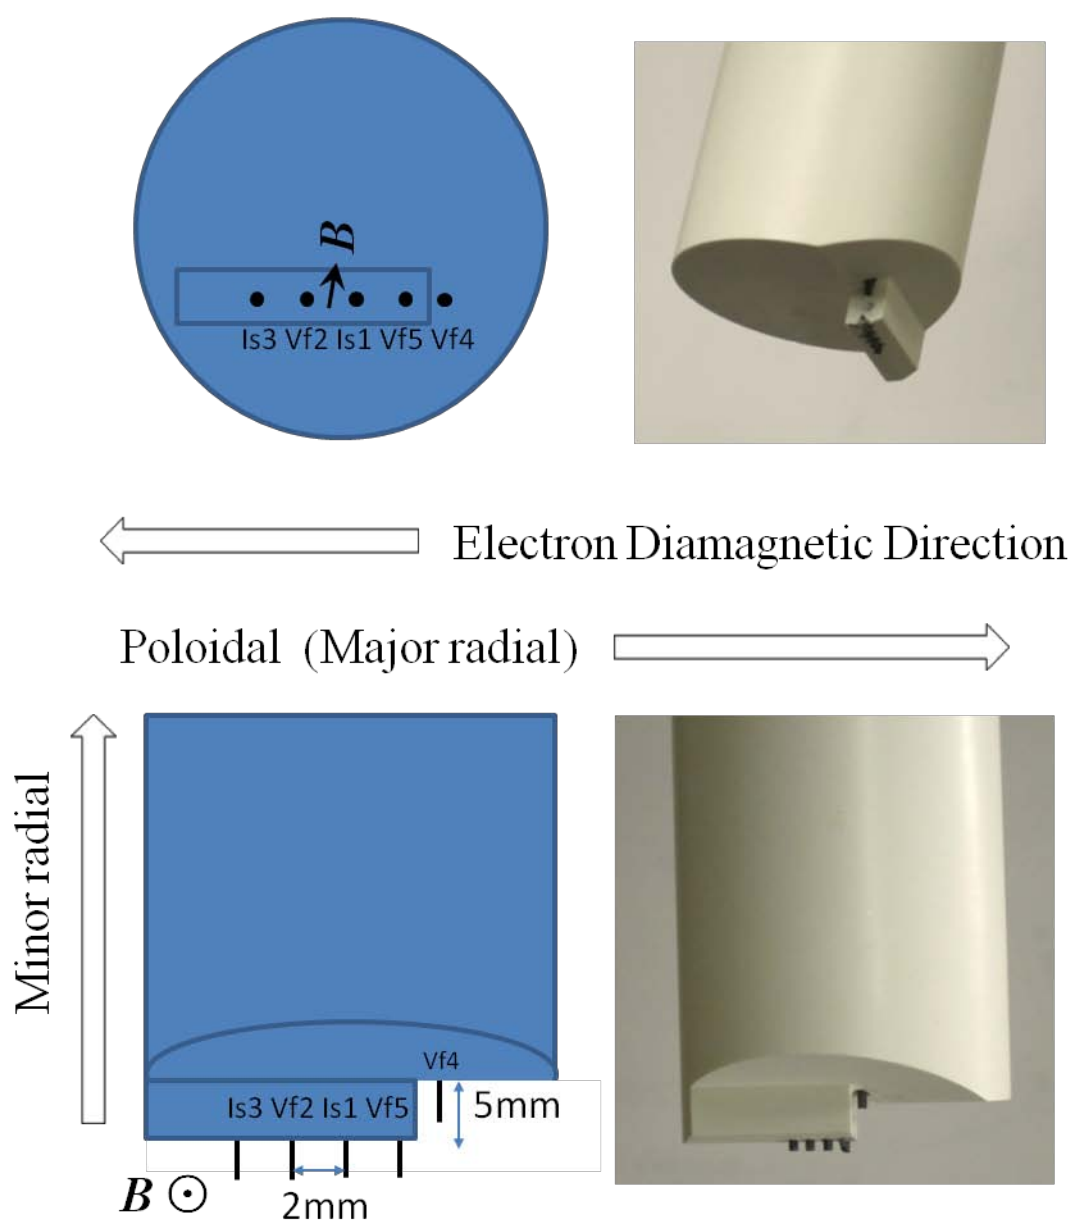 B
Is3 Vf2 Is1 Vf5 Vf4
Electron Diamagnetic Direction
Poloidal (Major radial)
Minor radial
Vf4
Is3 Vf2 Is1 Vf5
5mm
B
2mm